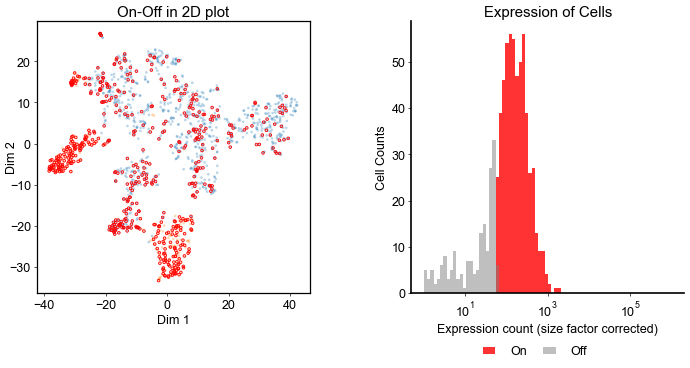 On-Off in 2D plot
Expression of Cells
20
10
0
−10
−20
−30
Dim 2
−40
−20
0
20
40
Dim 1
50
40
30
20
10
0
Cell Counts
10^1
10^3
10^5
Expression count (size factor corrected)
On
Off